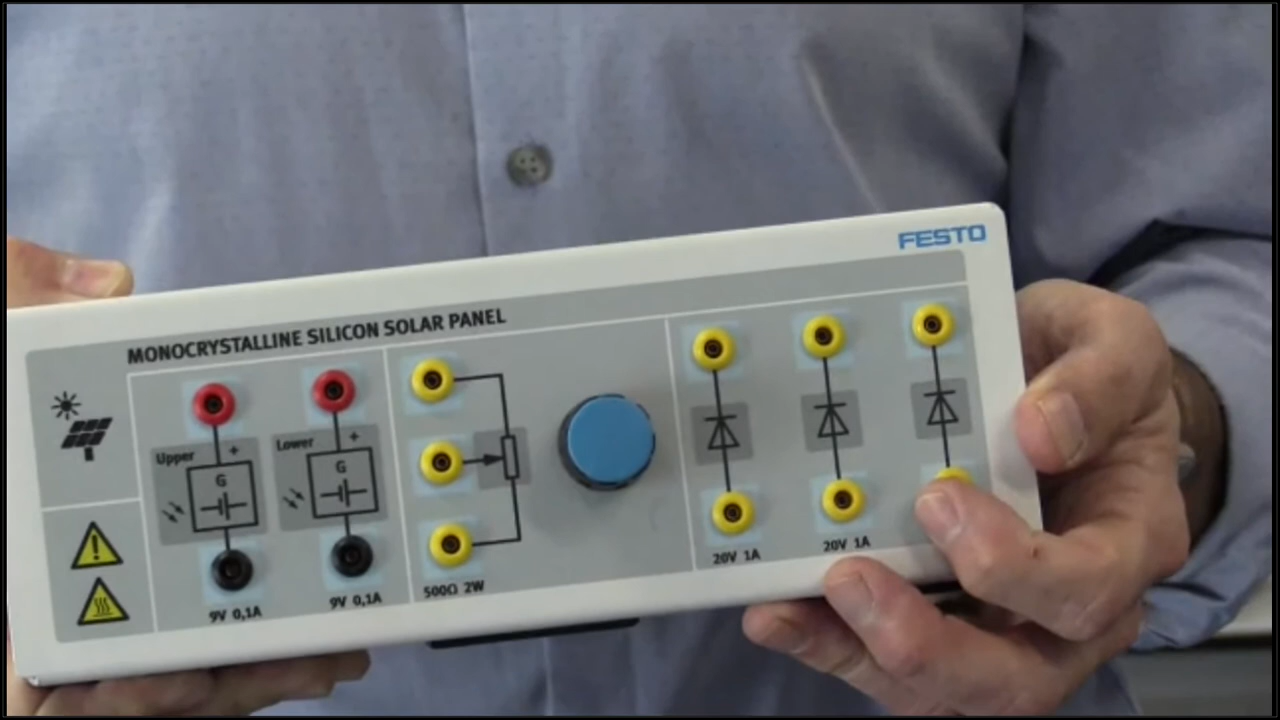 FESTO
MONOCRYSTALLINE SILICON SOLAR PANEL
Upper
+
G
Lower
+
G
9V 0,1A
9V 0,1A
500Ω 2W
20V 1A
20V 1A